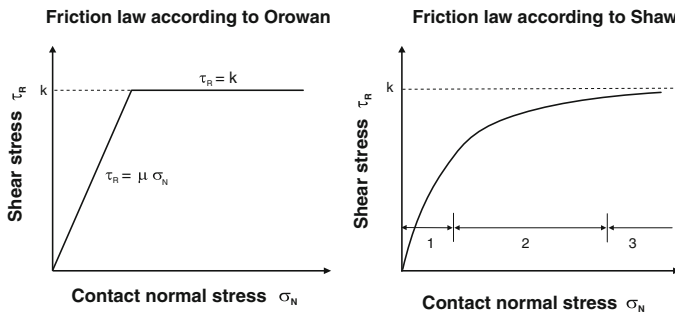 Friction law according to Orowan
Shear stress τR
k
τR = k
τR = μ σN
Contact normal stress σN
Friction law according to Shaw
Shear stress τR
k
1 2 3
Contact normal stress σN